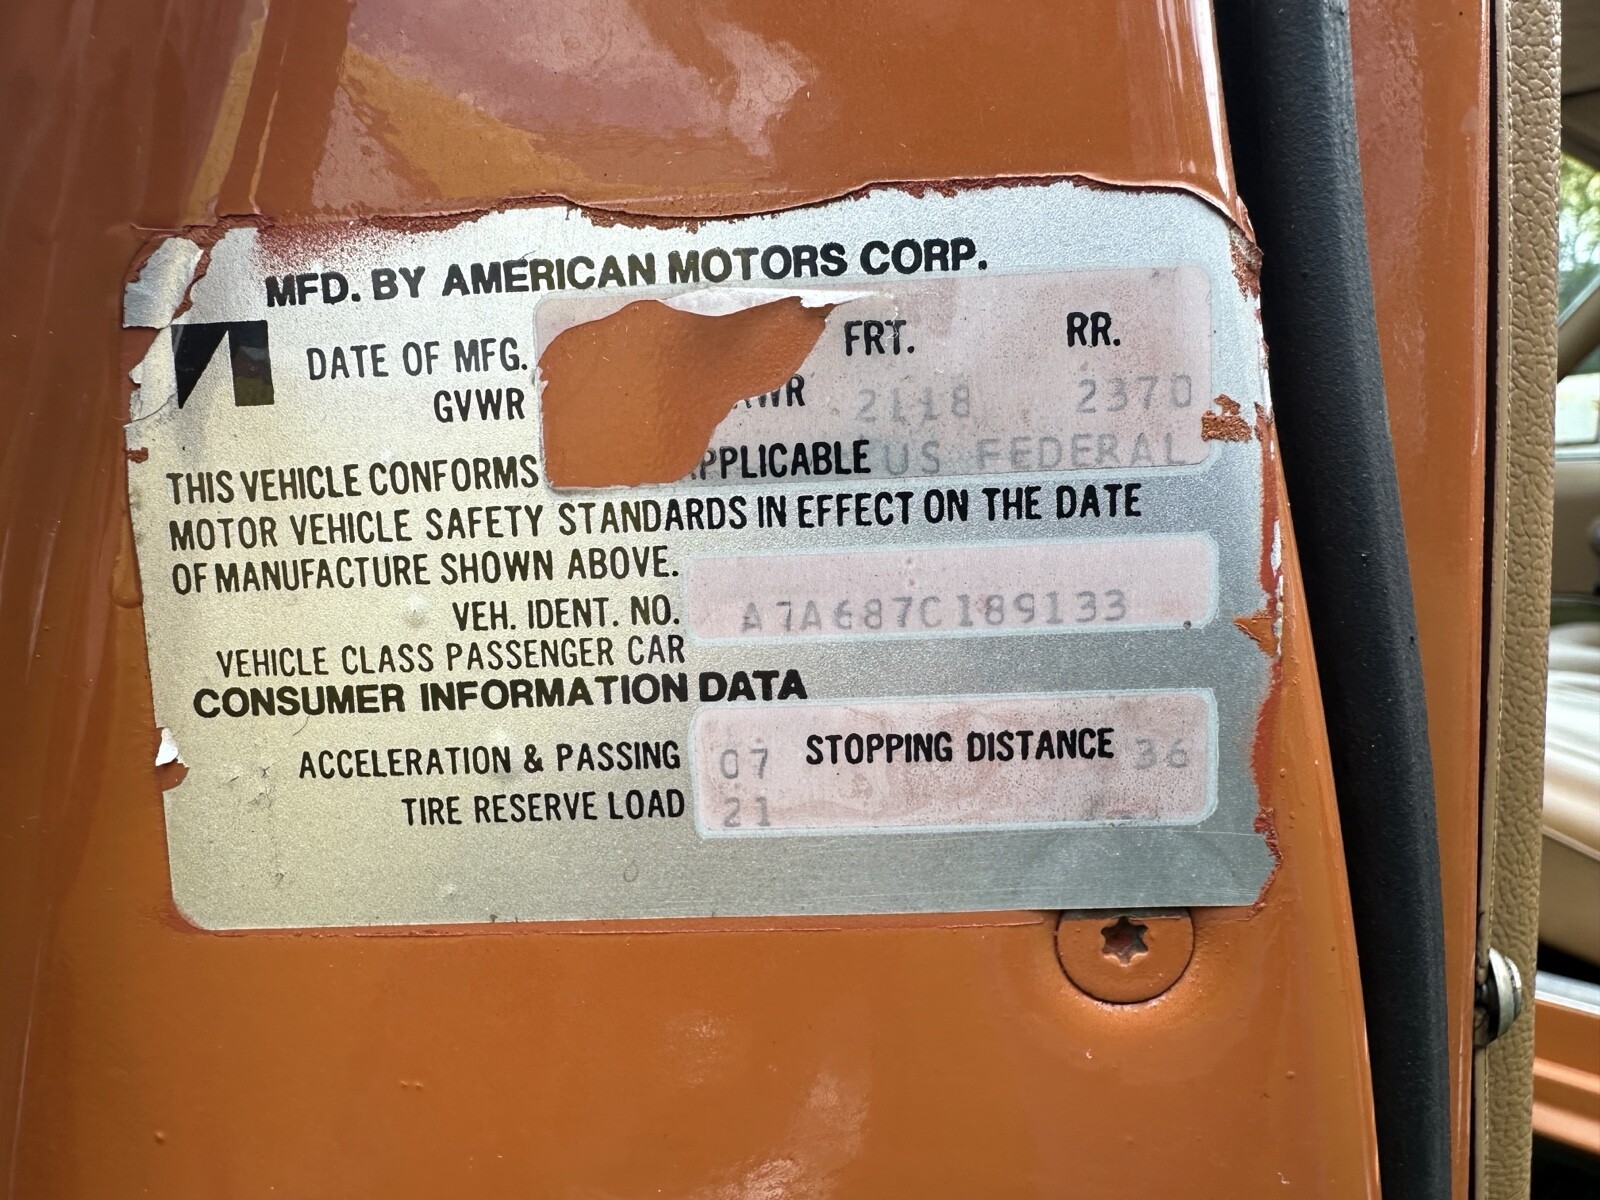 MFD. BY AMERICAN MOTORS CORP.
DATE OF MFG. FRT. RR.
GVWR 2118 2370
THIS VEHICLE CONFORMS US FEDERAL
MOTOR VEHICLE SAFETY STANDARDS IN EFFECT ON THE DATE
OF MANUFACTURE SHOWN ABOVE.
VEH. IDENT. NO. A7A687C189133
VEHICLE CLASS PASSENGER CAR
CONSUMER INFORMATION DATA
ACCELERATION & PASSING 07 STOPPING DISTANCE 36
TIRE RESERVE LOAD 21